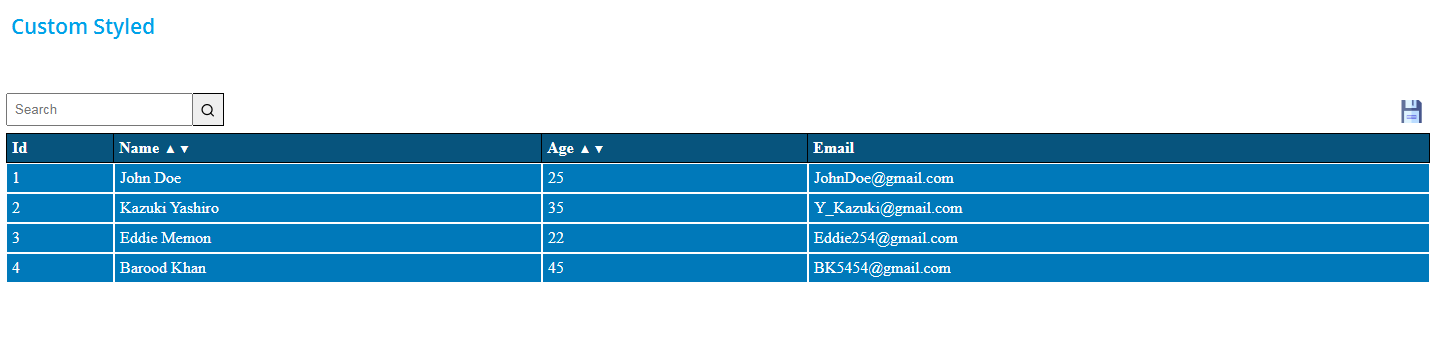 Custom Styled
Search
Id Name ▲▼ Age ▲▼ Email
1 John Doe 25 JohnDoe@gmail.com
2 Kazuki Yashiro 35 Y_Kazuki@gmail.com
3 Eddie Memon 22 Eddie254@gmail.com
4 Barood Khan 45 BK5454@gmail.com